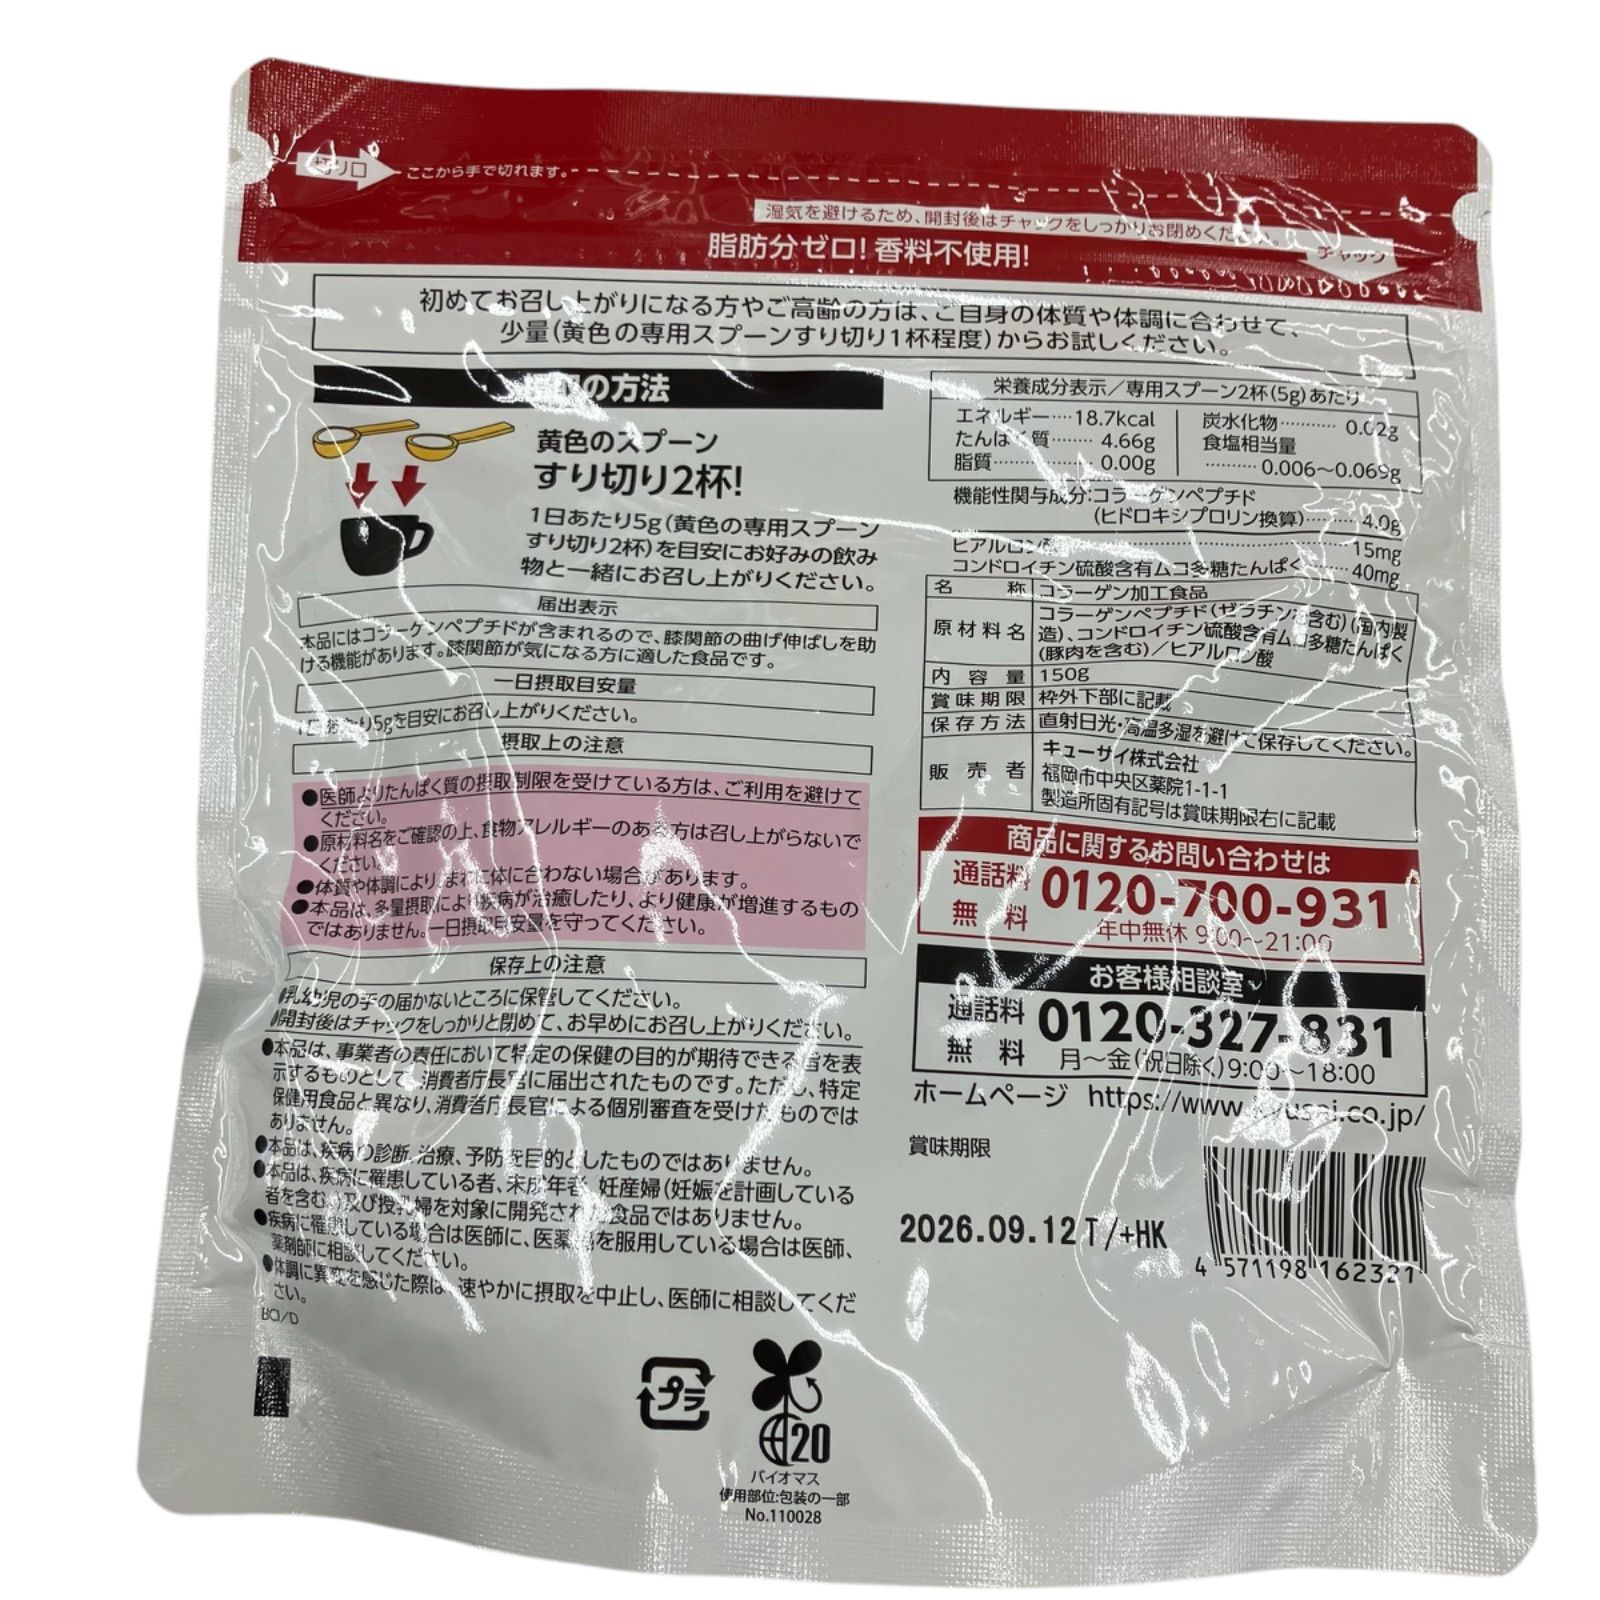 切り口
ここから手で切れます。
湿気を避けるため、開封後はチャックをしっかりお閉めください。
チャック
脂肪分ゼロ!香料不使用!
初めてお召し上がりになる方やご高齢の方は、ご自身の体質や体調に合わせて、
少量(黄色の専用スプーンすり切り1杯程度)からお試しください。
の方法
黄色のスプーン
すり切り2杯!
1日あたり5g(黄色の専用スプーン
すり切り2杯)を目安にお好みの飲み
物と一緒にお召し上がりください。
届出表示
本品にはコラーゲンペプチドが含まれるので、膝関節の曲げ伸ばしを助
ける機能があります。膝関節が気になる方に適した食品です。
一日摂取目安量
1日あたり5gを目安にお召し上がりください。
摂取上の注意
●医師よりたんぱく質の摂取制限を受けている方は、ご利用を避けて
ください。
●原材料名をご確認の上、食物アレルギーのある方は召し上がらないで
ください。
●体質や体調により、まれに体に合わない場合があります。
●本品は、多量摂取により疾病が治癒したり、より健康が増進するもの
ではありません。一日摂取目安量を守ってください。
保存上の注意
●乳幼児の手の届かないところに保管してください。
●開封後はチャックをしっかりと閉めて、お早めにお召し上がりください。
●本品は、事業者の責任において特定の保健の目的が期待できる旨を表
示するものとして、消費者庁長官に届出されたものです。ただし、特定
保健用食品と異なり、消費者庁長官による個別審査を受けたものでは
ありません。
●本品は、疾病の診断、治療、予防を目的としたものではありません。
●本品は、疾病に罹患している者、未成年者、妊産婦(妊娠を計画している
者を含む。)及び授乳婦を対象に開発された食品ではありません。
●疾病に罹患している場合は医師に、医薬品を服用している場合は医師、
薬剤師に相談してください。
●体調に異変を感じた際は、速やかに摂取を中止し、医師に相談してくだ
さい。
BCI/D
栄養成分表示/専用スプーン2杯(5g)あたり
エネルギー……18.7kcal
たんぱく質……… 4.66g
脂質……………… 0.00g
炭水化物………… 0.02g
食塩相当量
……… 0.006～0.069g
機能性関与成分:コラーゲンペプチド
(ヒドロキシプロリン換算)……… 4.0g
ヒアルロン酸……………………………… 15mg
コンドロイチン硫酸含有ムコ多糖たんぱく…… 40mg
名称 コラーゲン加工食品
原材料名 コラーゲンペプチド(ゼラチンを含む)(国内製
造)、コンドロイチン硫酸含有ムコ多糖たんぱく
(豚肉を含む)/ヒアルロン酸
内容量 150g
賞味期限 枠外下部に記載
保存方法 直射日光・高温多湿を避けて保存してください。
販売者 キューサイ株式会社
福岡市中央区薬院1-1-1
製造所固有記号は賞味期限右に記載
商品に関するお問い合わせは
通話料無料 0120-700-931
年中無休 9:00～21:00
お客様相談室
通話料無料 0120-327-831
月～金(祝日除く)9:00～18:00
ホームページ https://www.kyusai.co.jp/
賞味期限
2026.09.12T/+HK
4 571198 162321
プラ
20
バイオマス
使用部位:包装の一部
No.110028